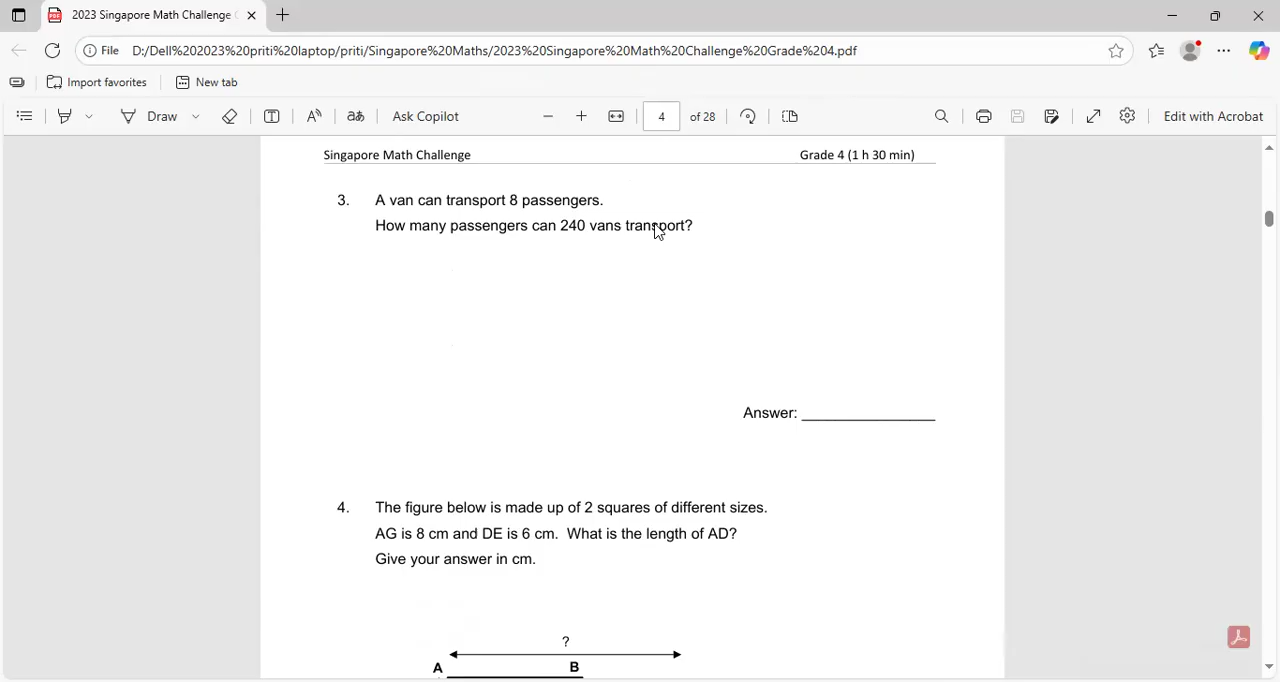 2023 Singapore Math Challenge
File
D:/Dell%202023%20priti%20laptop/priti/Singapore%20Maths/2023%20Singapore%20Math%20Challenge%20Grade%204.pdf
Import favorites
New tab
Draw
aあ
Ask Copilot
4
of 28
Edit with Acrobat
Singapore Math Challenge
Grade 4 (1 h 30 min)
3. A van can transport 8 passengers.
How many passengers can 240 vans transport?
Answer: ________________
4. The figure below is made up of 2 squares of different sizes.
AG is 8 cm and DE is 6 cm. What is the length of AD?
Give your answer in cm.
?
A
B